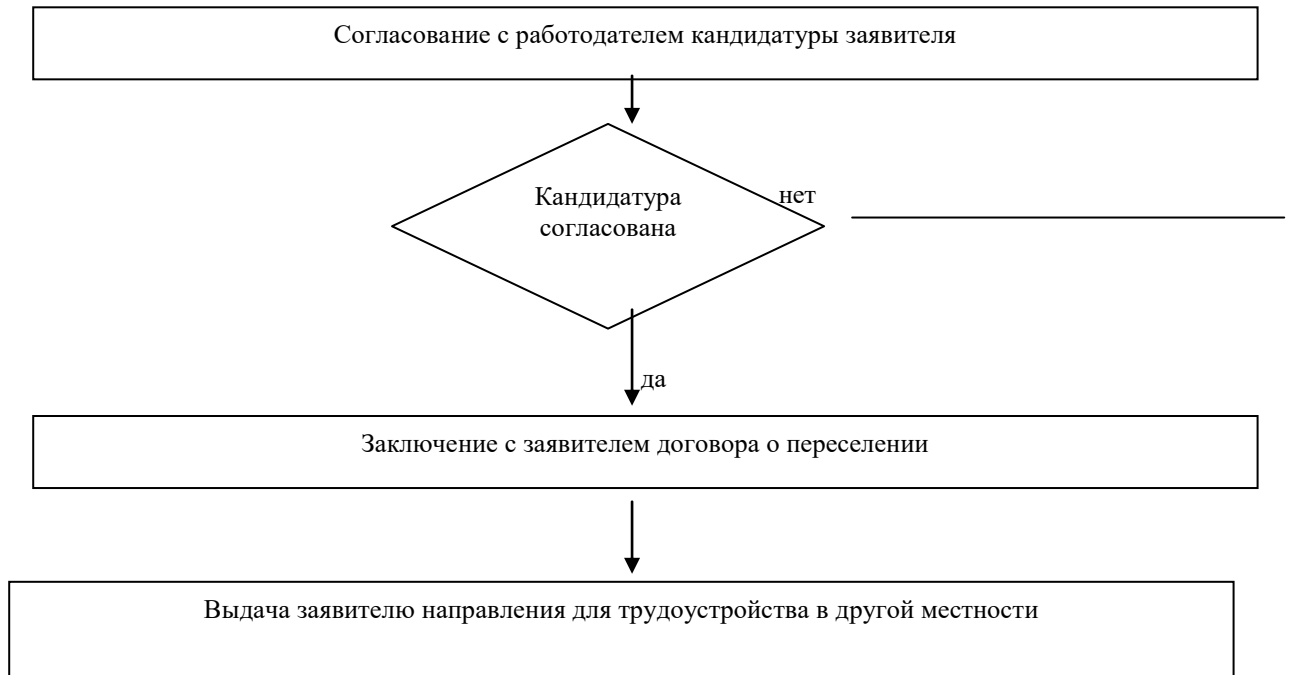 Согласование с работодателем кандидатуры заявителя
Кандидатура
согласована
нет
да
Заключение с заявителем договора о переселении
Выдача заявителю направления для трудоустройства в другой местности